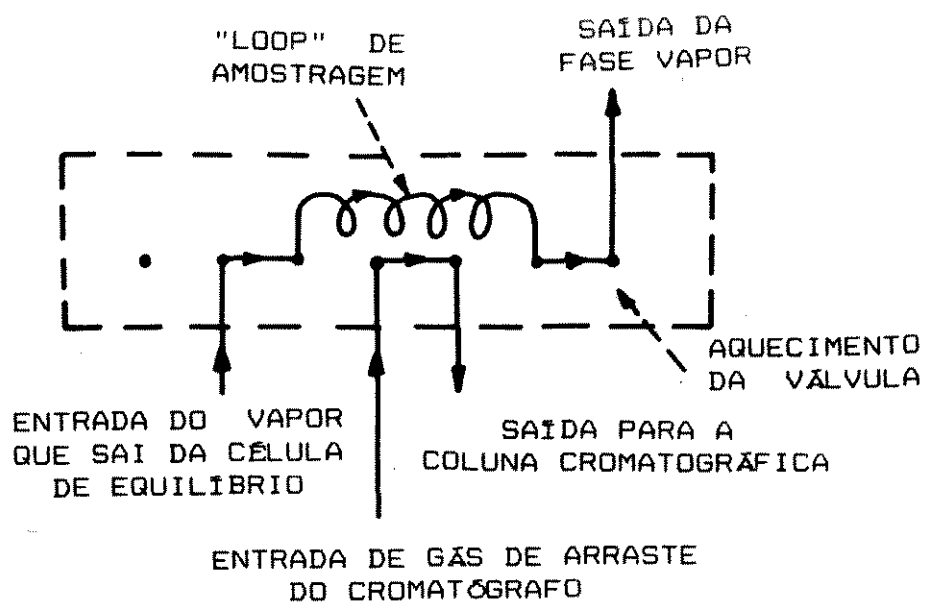 "LOOP" DE
AMOSTRAGEM
SAÍDA DA
FASE VAPOR
AQUECIMENTO
DA VÁLVULA
ENTRADA DO VAPOR
QUE SAI DA CÉLULA
DE EQUILÍBRIO
SAÍDA PARA A
COLUNA CROMATOGRÁFICA
ENTRADA DE GÁS DE ARRASTE
DO CROMATÓGRAFO